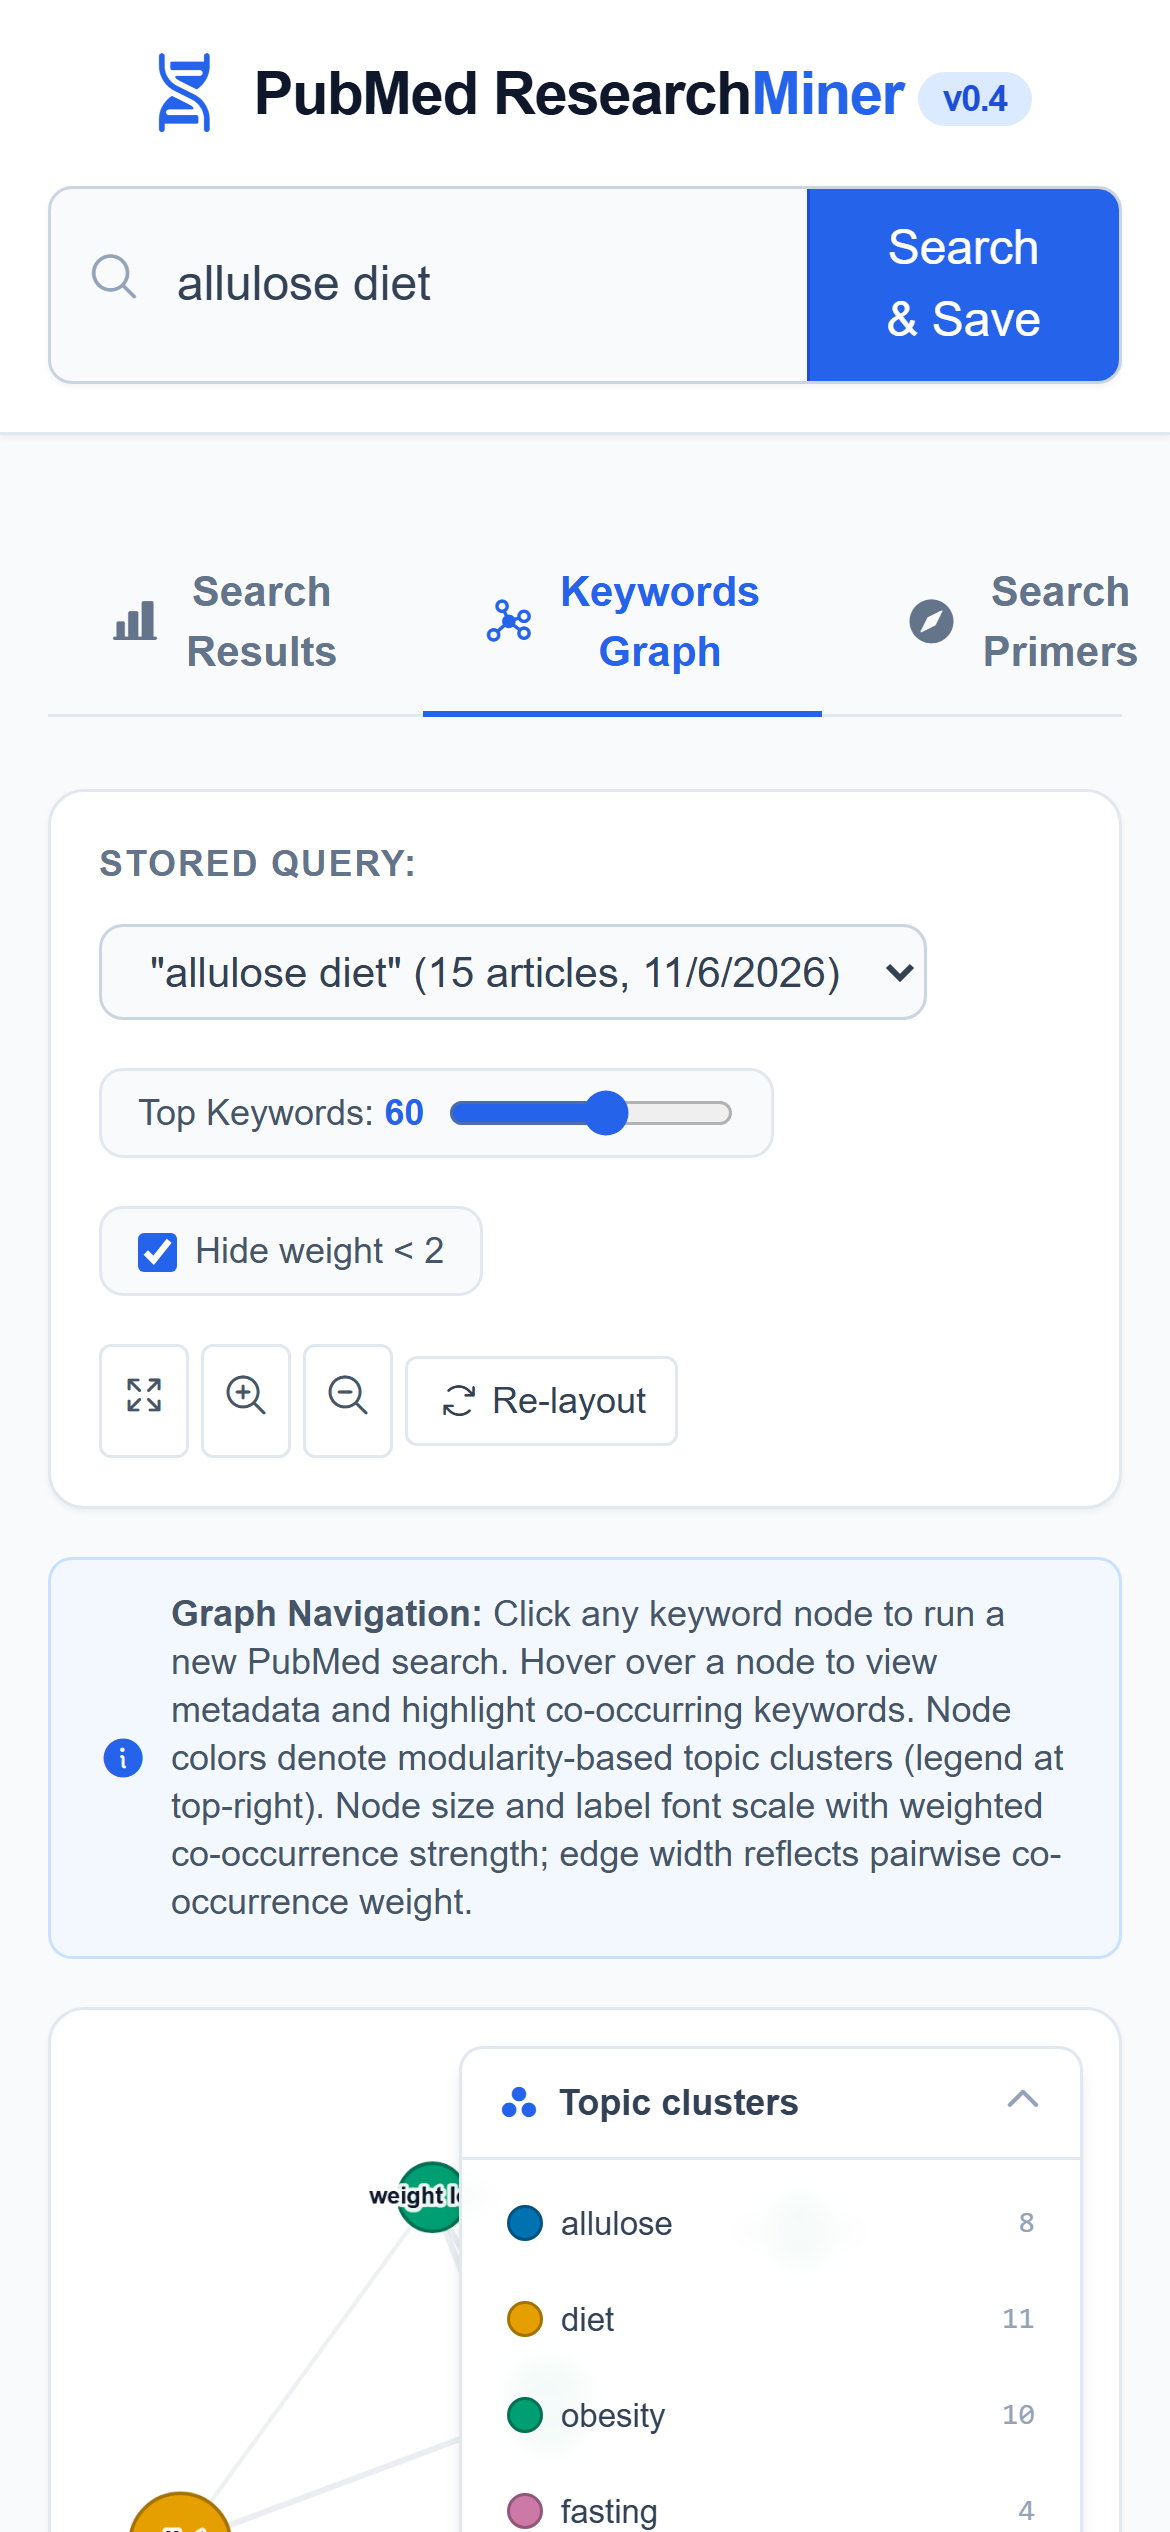 PubMed ResearchMiner v0.4
allulose diet
Search
& Save
Search
Results
Keywords
Graph
Search
Primers
STORED QUERY:
"allulose diet" (15 articles, 11/6/2026)
Top Keywords: 60
Hide weight < 2
Re-layout
Graph Navigation: Click any keyword node to run a
new PubMed search. Hover over a node to view
metadata and highlight co-occurring keywords. Node
colors denote modularity-based topic clusters (legend at
top-right). Node size and label font scale with weighted
co-occurrence strength; edge width reflects pairwise co-
occurrence weight.
Topic clusters
weight
allulose 8
diet 11
obesity 10
fasting 4